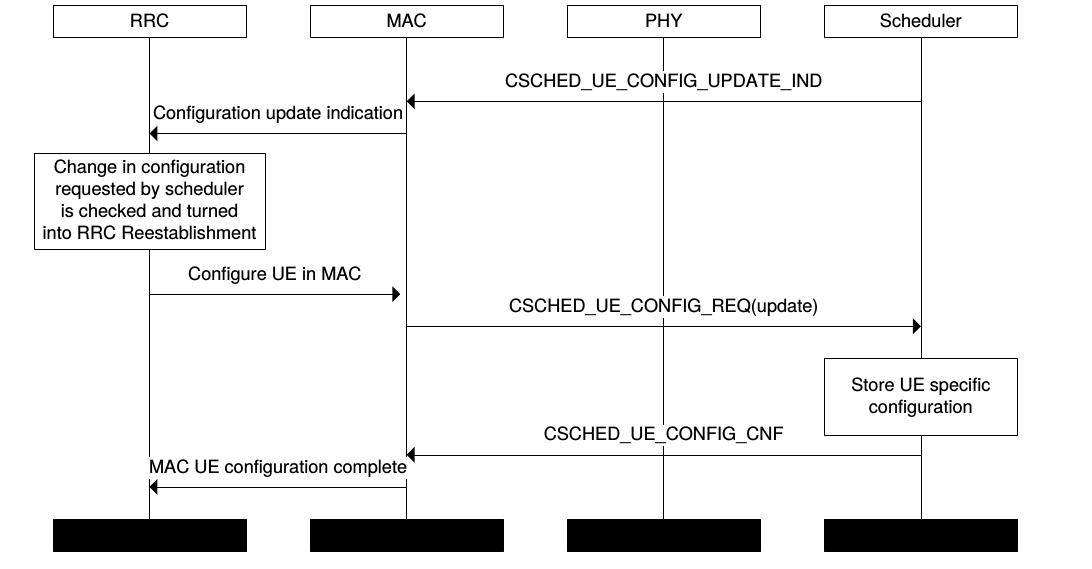 RRC
MAC
PHY
Scheduler
CSCHED_UE_CONFIG_UPDATE_IND
Configuration update indication
Change in configuration
requested by scheduler
is checked and turned
into RRC Reestablishment
Configure UE in MAC
CSCHED_UE_CONFIG_REQ(update)
Store UE specific
configuration
CSCHED_UE_CONFIG_CNF
MAC UE configuration complete